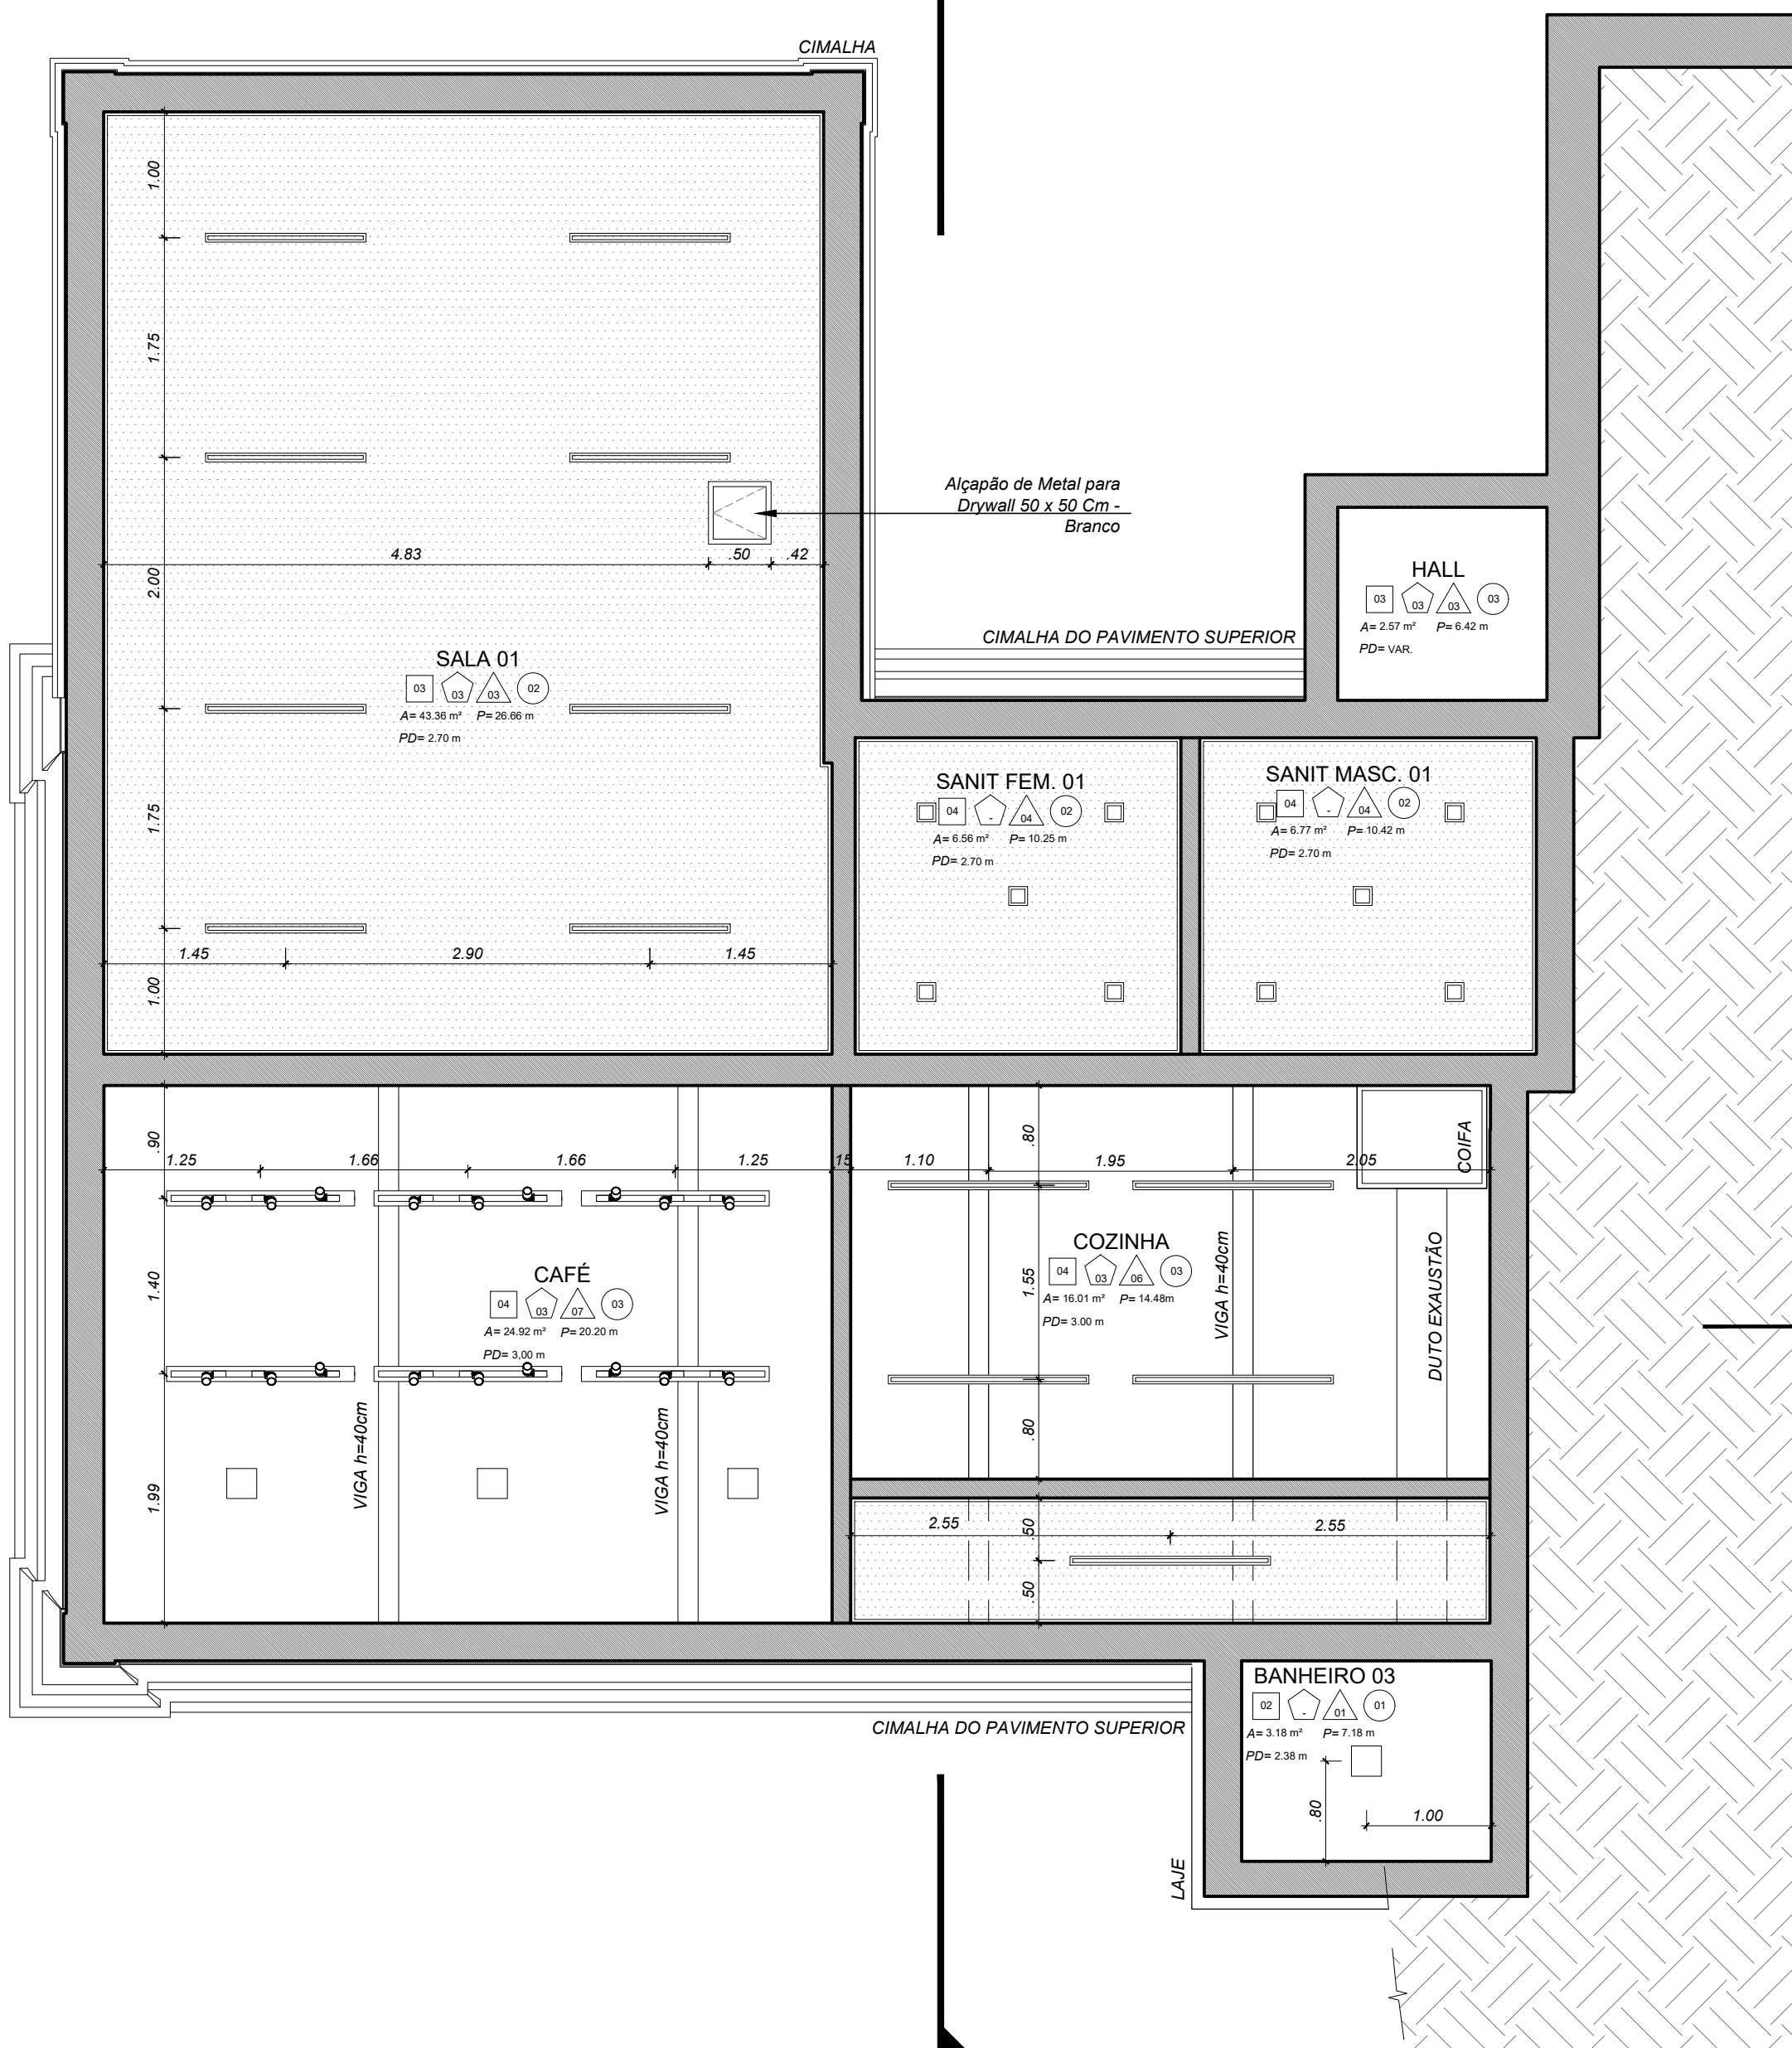 CIMALHA
1.00
1.75
2.00
1.75
1.00
Alçapão de Metal para
Drywall 50 x 50 Cm -
Branco
4.83
.50
.42
SALA 01
03 03 03 02
A= 43.36 m² P= 26.66 m
PD= 2.70 m
1.45
2.90
1.45
HALL
03 03 03 03
A= 2.57 m² P= 6.42 m
PD= VAR.
CIMALHA DO PAVIMENTO SUPERIOR
SANIT FEM. 01
04 - 04 02
A= 6.56 m² P= 10.25 m
PD= 2.70 m
SANIT MASC. 01
04 - 04 02
A= 6.77 m² P= 10.42 m
PD= 2.70 m
.90
1.40
1.99
1.25
1.66
1.66
1.25
15
1.10
1.95
2.05
CAFÉ
04 03 07 03
A= 24.92 m² P= 20.20 m
PD= 3,00 m
VIGA h=40cm
VIGA h=40cm
.80
1.55
.80
COZINHA
04 03 06 03
A= 16.01 m² P= 14.48m
PD= 3.00 m
VIGA h=40cm
COIFA
DUTO EXAUSTÃO
2.55
2.55
.50
.50
CIMALHA DO PAVIMENTO SUPERIOR
BANHEIRO 03
02 - 01 01
A= 3.18 m² P= 7.18 m
PD= 2.38 m
.80
1.00
LAJE